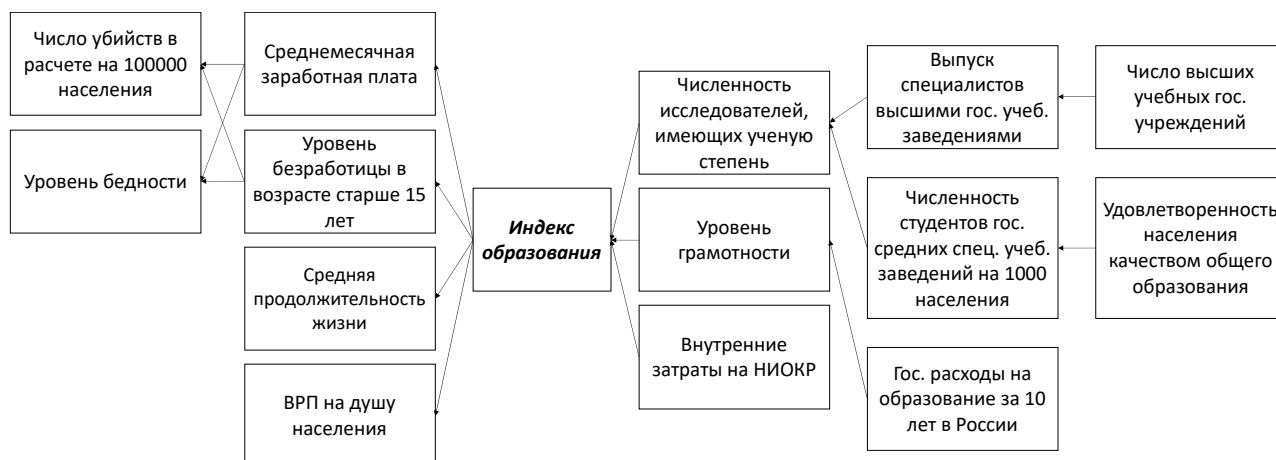 Число убийств в
расчете на 100000
населения
Уровень бедности
Среднемесячная
заработная плата
Уровень
безработицы в
возрасте старше 15
лет
Средняя
продолжительность
жизни
ВРП на душу
населения
Индекс
образования
Численность
исследователей,
имеющих ученую
степень
Уровень
грамотности
Внутренние
затраты на НИОКР
Выпуск
специалистов
высшими гос. учеб.
заведениями
Численность
студентов гос.
средних спец. учеб.
заведений на 1000
населения
Гос. расходы на
образование за 10
лет в России
Число высших
учебных гос.
учреждений
Удовлетворенность
населения
качеством общего
образования